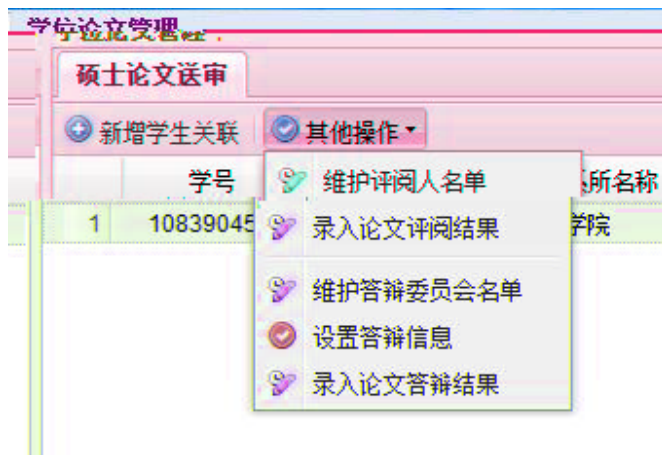 学位论文管理
硕士论文送审
新增学生关联 其他操作
学号 所名称
维护评阅人名单
1 10839045 学院
录入论文评阅结果
维护答辩委员会名单
设置答辩信息
录入论文答辩结果